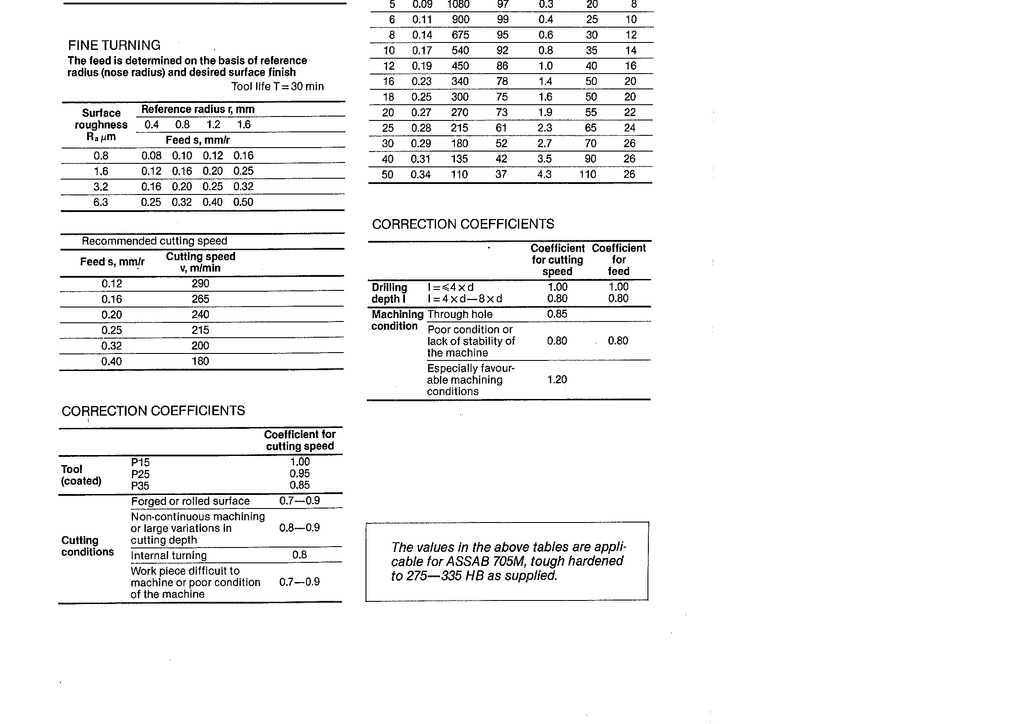 FINE TURNING
The feed is determined on the basis of reference
radius (nose radius) and desired surface finish
Tool life T = 30 min
Surface roughness Ra μm Reference radius r, mm
0.4 0.8 1.2 1.6
Feed s, mm/r
0.8 0.08 0.10 0.12 0.16
1.6 0.12 0.16 0.20 0.25
3.2 0.16 0.20 0.25 0.32
6.3 0.25 0.32 0.40 0.50
Recommended cutting speed
Feed s, mm/r Cutting speed v, m/min
0.12 290
0.16 265
0.20 240
0.25 215
0.32 200
0.40 180
CORRECTION COEFFICIENTS
Coefficient for
cutting speed
Tool (coated) P15 1.00
P25 0.95
P35 0.85
Cutting conditions
Forged or rolled surface 0.7—0.9
Non-continuous machining
or large variations in 0.8—0.9
cutting depth
Internal turning 0.8
Work piece difficult to
machine or poor condition 0.7—0.9
of the machine
5 0.09 1080 97 0.3 20 8
6 0.11 900 99 0.4 25 10
8 0.14 675 95 0.6 30 12
10 0.17 540 92 0.8 35 14
12 0.19 450 86 1.0 40 16
16 0.23 340 78 1.4 50 20
18 0.25 300 75 1.6 50 20
20 0.27 270 73 1.9 55 22
25 0.28 215 61 2.3 65 24
30 0.29 180 52 2.7 70 26
40 0.31 135 42 3.5 90 26
50 0.34 110 37 4.3 110 26
CORRECTION COEFFICIENTS
Coefficient Coefficient
for cutting for
speed feed
Drilling l = ≤4 x d 1.00 1.00
depth l l = 4 x d—8 x d 0.80 0.80
Machining Through hole 0.85
condition Poor condition or
lack of stability of 0.80 0.80
the machine
Especially favour-
able machining 1.20
conditions
The values in the above tables are appli-
cable for ASSAB 705M, tough hardened
to 275—335 HB as supplied.